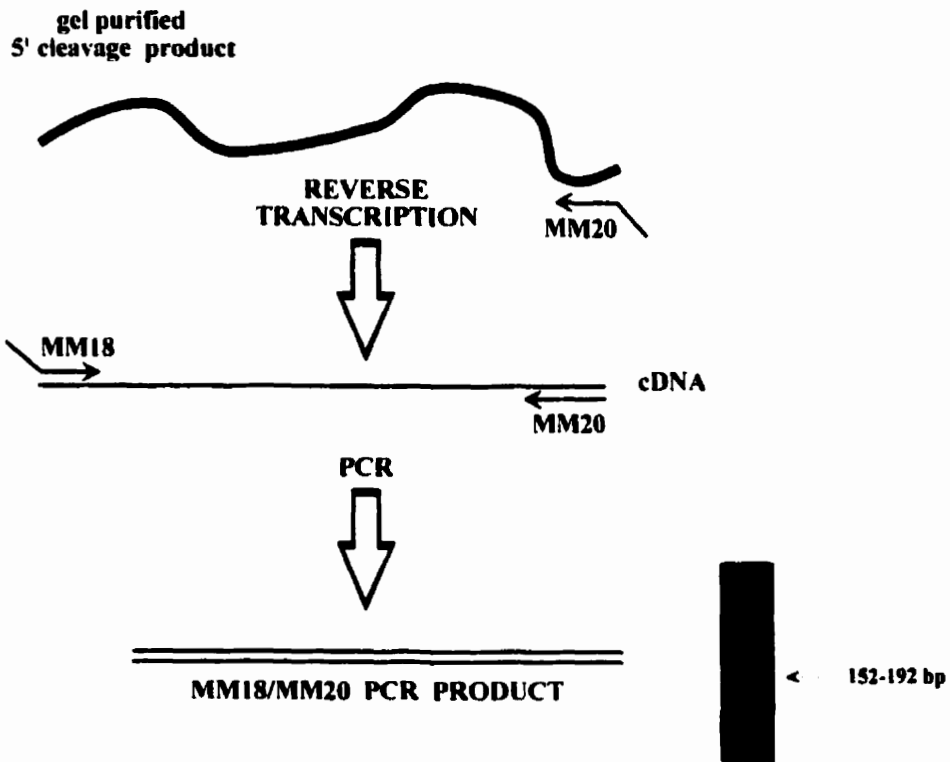 gel purified
5' cleavage product
REVERSE
TRANSCRIPTION
MM20
MM18
cDNA
MM20
PCR
MM18/MM20 PCR PRODUCT
152-192 bp